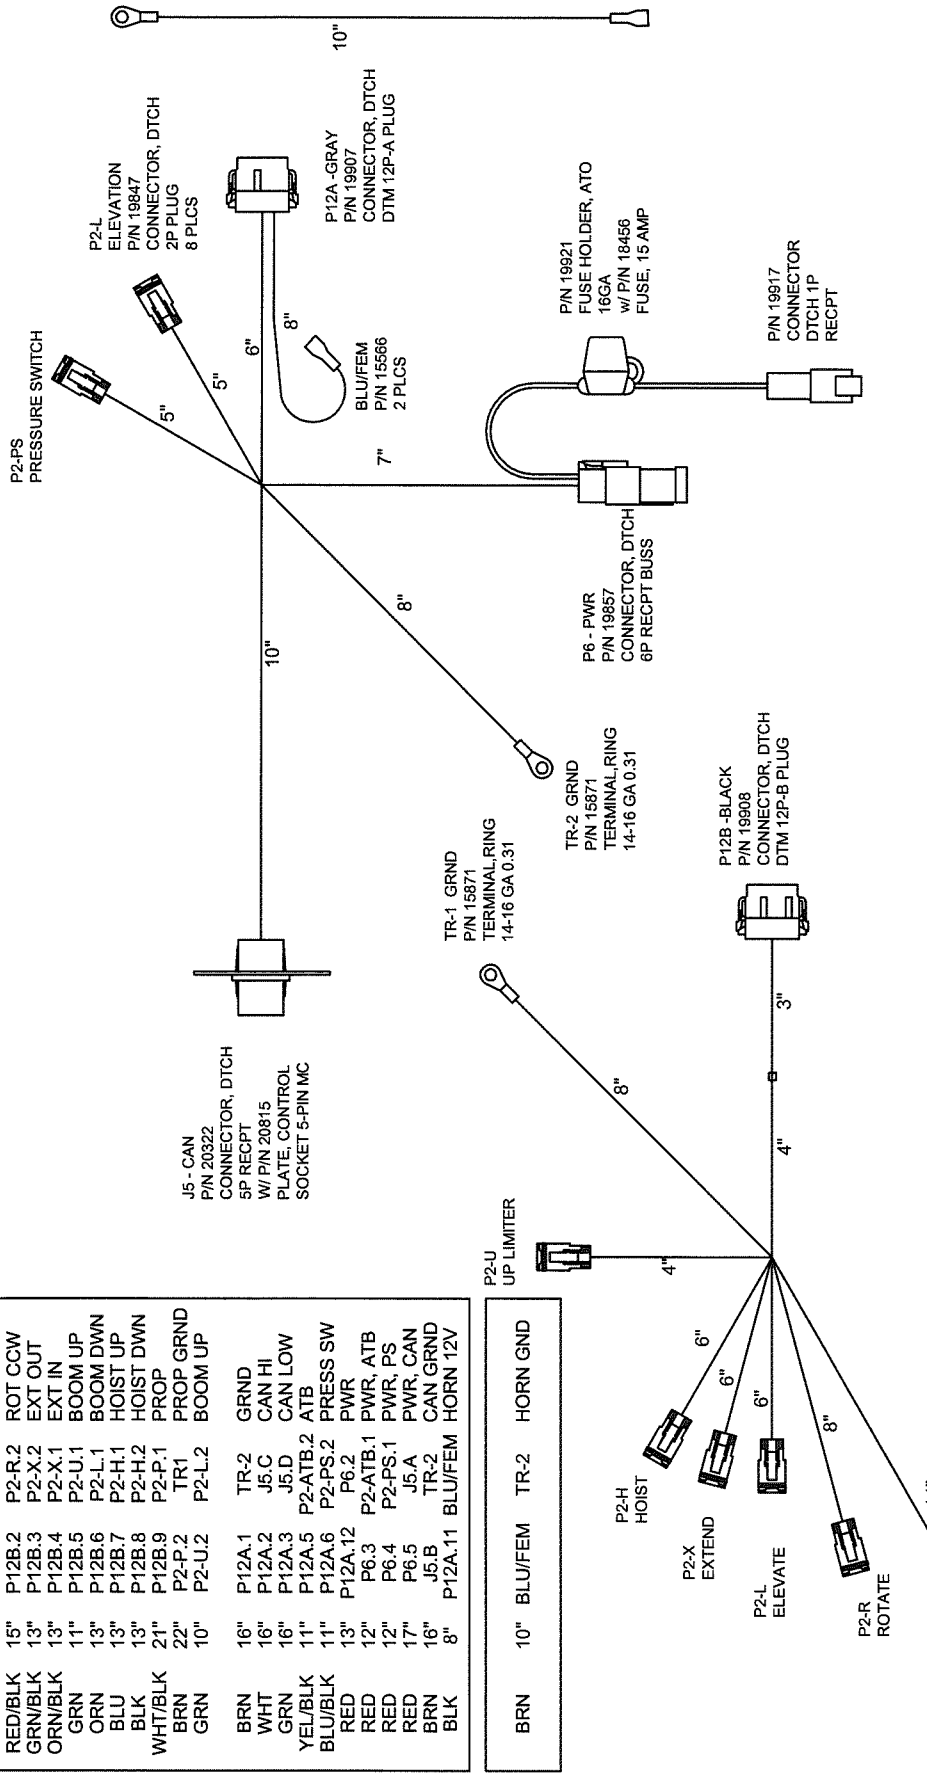 RED/BLK 15" P12B.2 P2-R.2 ROT CCW
GRN/BLK 13" P12B.3 P2-X.2 EXT OUT
ORN/BLK 13" P12B.4 P2-X.1 EXT IN
GRN 11" P12B.5 P2-U.1 BOOM UP
ORN 13" P12B.6 P2-L.1 BOOM DWN
BLU 13" P12B.7 P2-H.1 HOIST UP
BLK 13" P12B.8 P2-H.2 HOIST DWN
WHT/BLK 21" P12B.9 P2-P.1 PROP
BRN 22" P2-P.2 TR1 PROP GRND
GRN 10" P2-U.2 P2-L.2 BOOM UP
BRN 16" P12A.1 TR-2 GRND
WHT 16" P12A.2 J5.C CAN HI
GRN 16" P12A.3 J5.D CAN LOW
YEL/BLK 11" P12A.5 P2-ATB.2 ATB
BLU/BLK 11" P12A.6 P2-PS.2 PRESS SW
RED 13" P12A.12 P6.2 PWR
RED 12" P6.3 P2-ATB.1 PWR, ATB
RED 12" P6.4 P2-PS.1 PWR, PS
RED 17" P6.5 J5.A PWR, CAN
BRN 16" J5.B TR-2 CAN GRND
BLK 8" P12A.11 BLU/FEM HORN 12V
BRN 10" BLU/FEM TR-2 HORN GND
J5 - CAN
P/N 20322
CONNECTOR, DTCH
5P RECPT
W/ P/N 20815
PLATE, CONTROL
SOCKET 5-PIN MC
10"
P2-PS
PRESSURE SWITCH
5"
P2-L
ELEVATION
P/N 19847
CONNECTOR, DTCH
2P PLUG
8 PLCS
5"
6"
8"
P12A -GRAY
P/N 19907
CONNECTOR, DTCH
DTM 12P-A PLUG
10"
BLU/FEM
P/N 15566
2 PLCS
7"
8"
P/N 19921
FUSE HOLDER, ATO
16GA
w/ P/N 18456
FUSE, 15 AMP
P/N 19917
CONNECTOR
DTCH 1P
RECPT
P6 - PWR
P/N 19857
CONNECTOR, DTCH
6P RECPT BUSS
TR-2 GRND
P/N 15871
TERMINAL,RING
14-16 GA 0.31
TR-1 GRND
P/N 15871
TERMINAL,RING
14-16 GA 0.31
8"
P2-U
UP LIMITER
4"
P12B -BLACK
P/N 19908
CONNECTOR, DTCH
DTM 12P-B PLUG
3"
4"
P2-H
HOIST
6"
P2-X
EXTEND
6"
P2-L
ELEVATE
6"
P2-R
ROTATE
8"